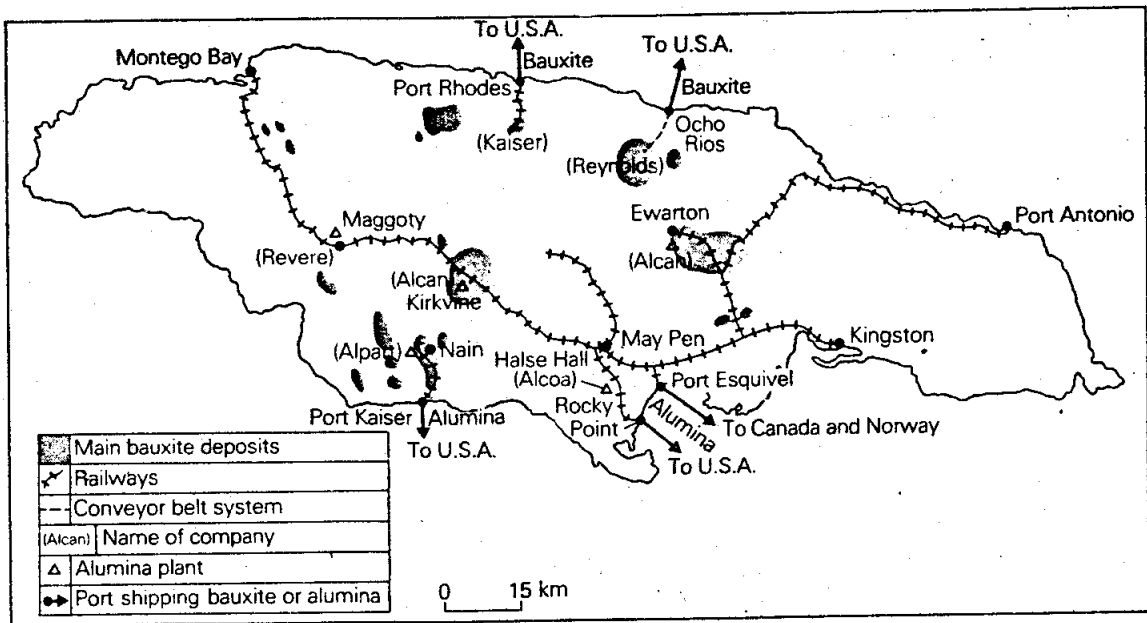 To U.S.A.
To U.S.A.
Montego Bay
Bauxite
Bauxite
Port Rhodes
(Kaiser)
Ocho
Rios
(Reynolds)
Maggoty
Ewarton
Port Antonio
(Revere)
(Alcan)
(Alcan)
Kirkvine
(Alpart)
Nain
May Pen
Kingston
Halse Hall
(Alcoa)
Port Esquivel
Rocky
Point
Port Kaiser
Alumina
Alumina
To Canada and Norway
To U.S.A.
To U.S.A.
Main bauxite deposits
Railways
Conveyor belt system
(Alcan) Name of company
Alumina plant
Port shipping bauxite or alumina
0 15 km